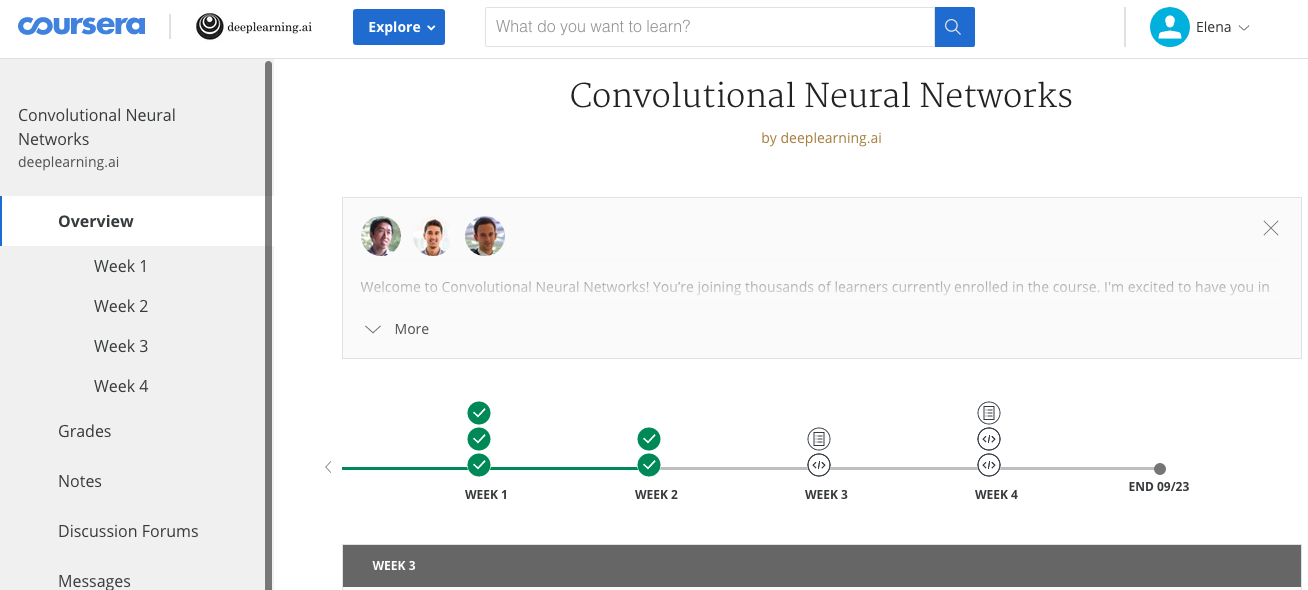 coursera
deeplearning.ai
Explore
What do you want to learn?
Elena
Convolutional Neural
Networks
deeplearning.ai
Overview
Week 1
Week 2
Week 3
Week 4
Grades
Notes
Discussion Forums
Messages
Convolutional Neural Networks
by deeplearning.ai
Welcome to Convolutional Neural Networks! You're joining thousands of learners currently enrolled in the course. I'm excited to have you in
More
WEEK 1
WEEK 2
WEEK 3
WEEK 4
END 09/23
WEEK 3